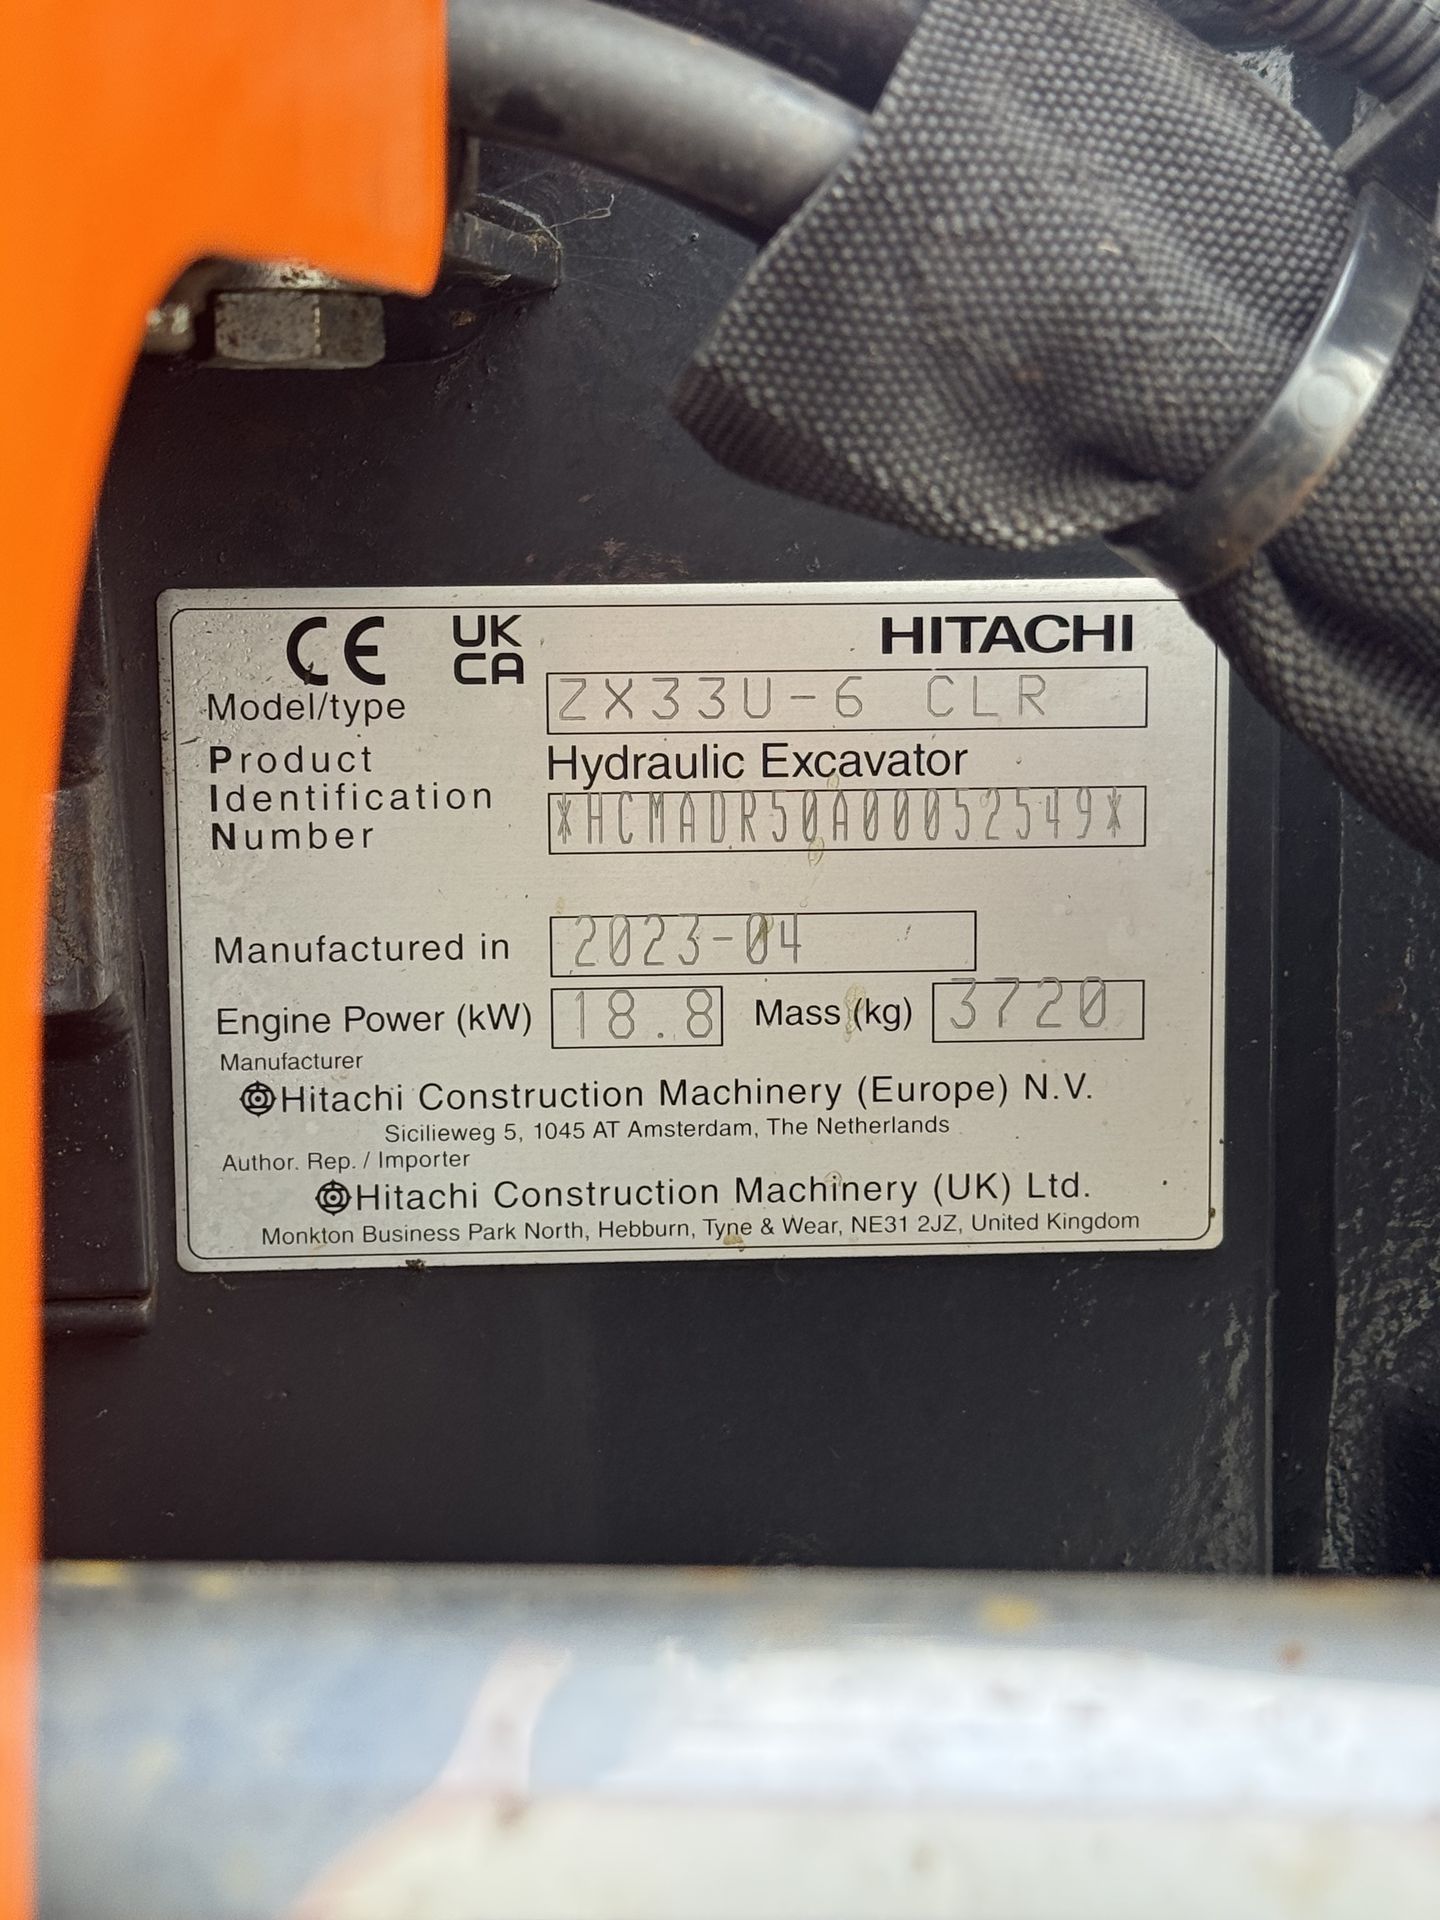 CE UK CA HITACHI
Model/type ZX33U-6 CLR
Product Hydraulic Excavator
Identification
Number *HCMADR50A00052549*
Manufactured in 2023-04
Engine Power (kW) 18.8 Mass (kg) 3720
Manufacturer
Hitachi Construction Machinery (Europe) N.V.
Sicilieweg 5, 1045 AT Amsterdam, The Netherlands
Author. Rep. / Importer
Hitachi Construction Machinery (UK) Ltd.
Monkton Business Park North, Hebburn, Tyne & Wear, NE31 2JZ, United Kingdom